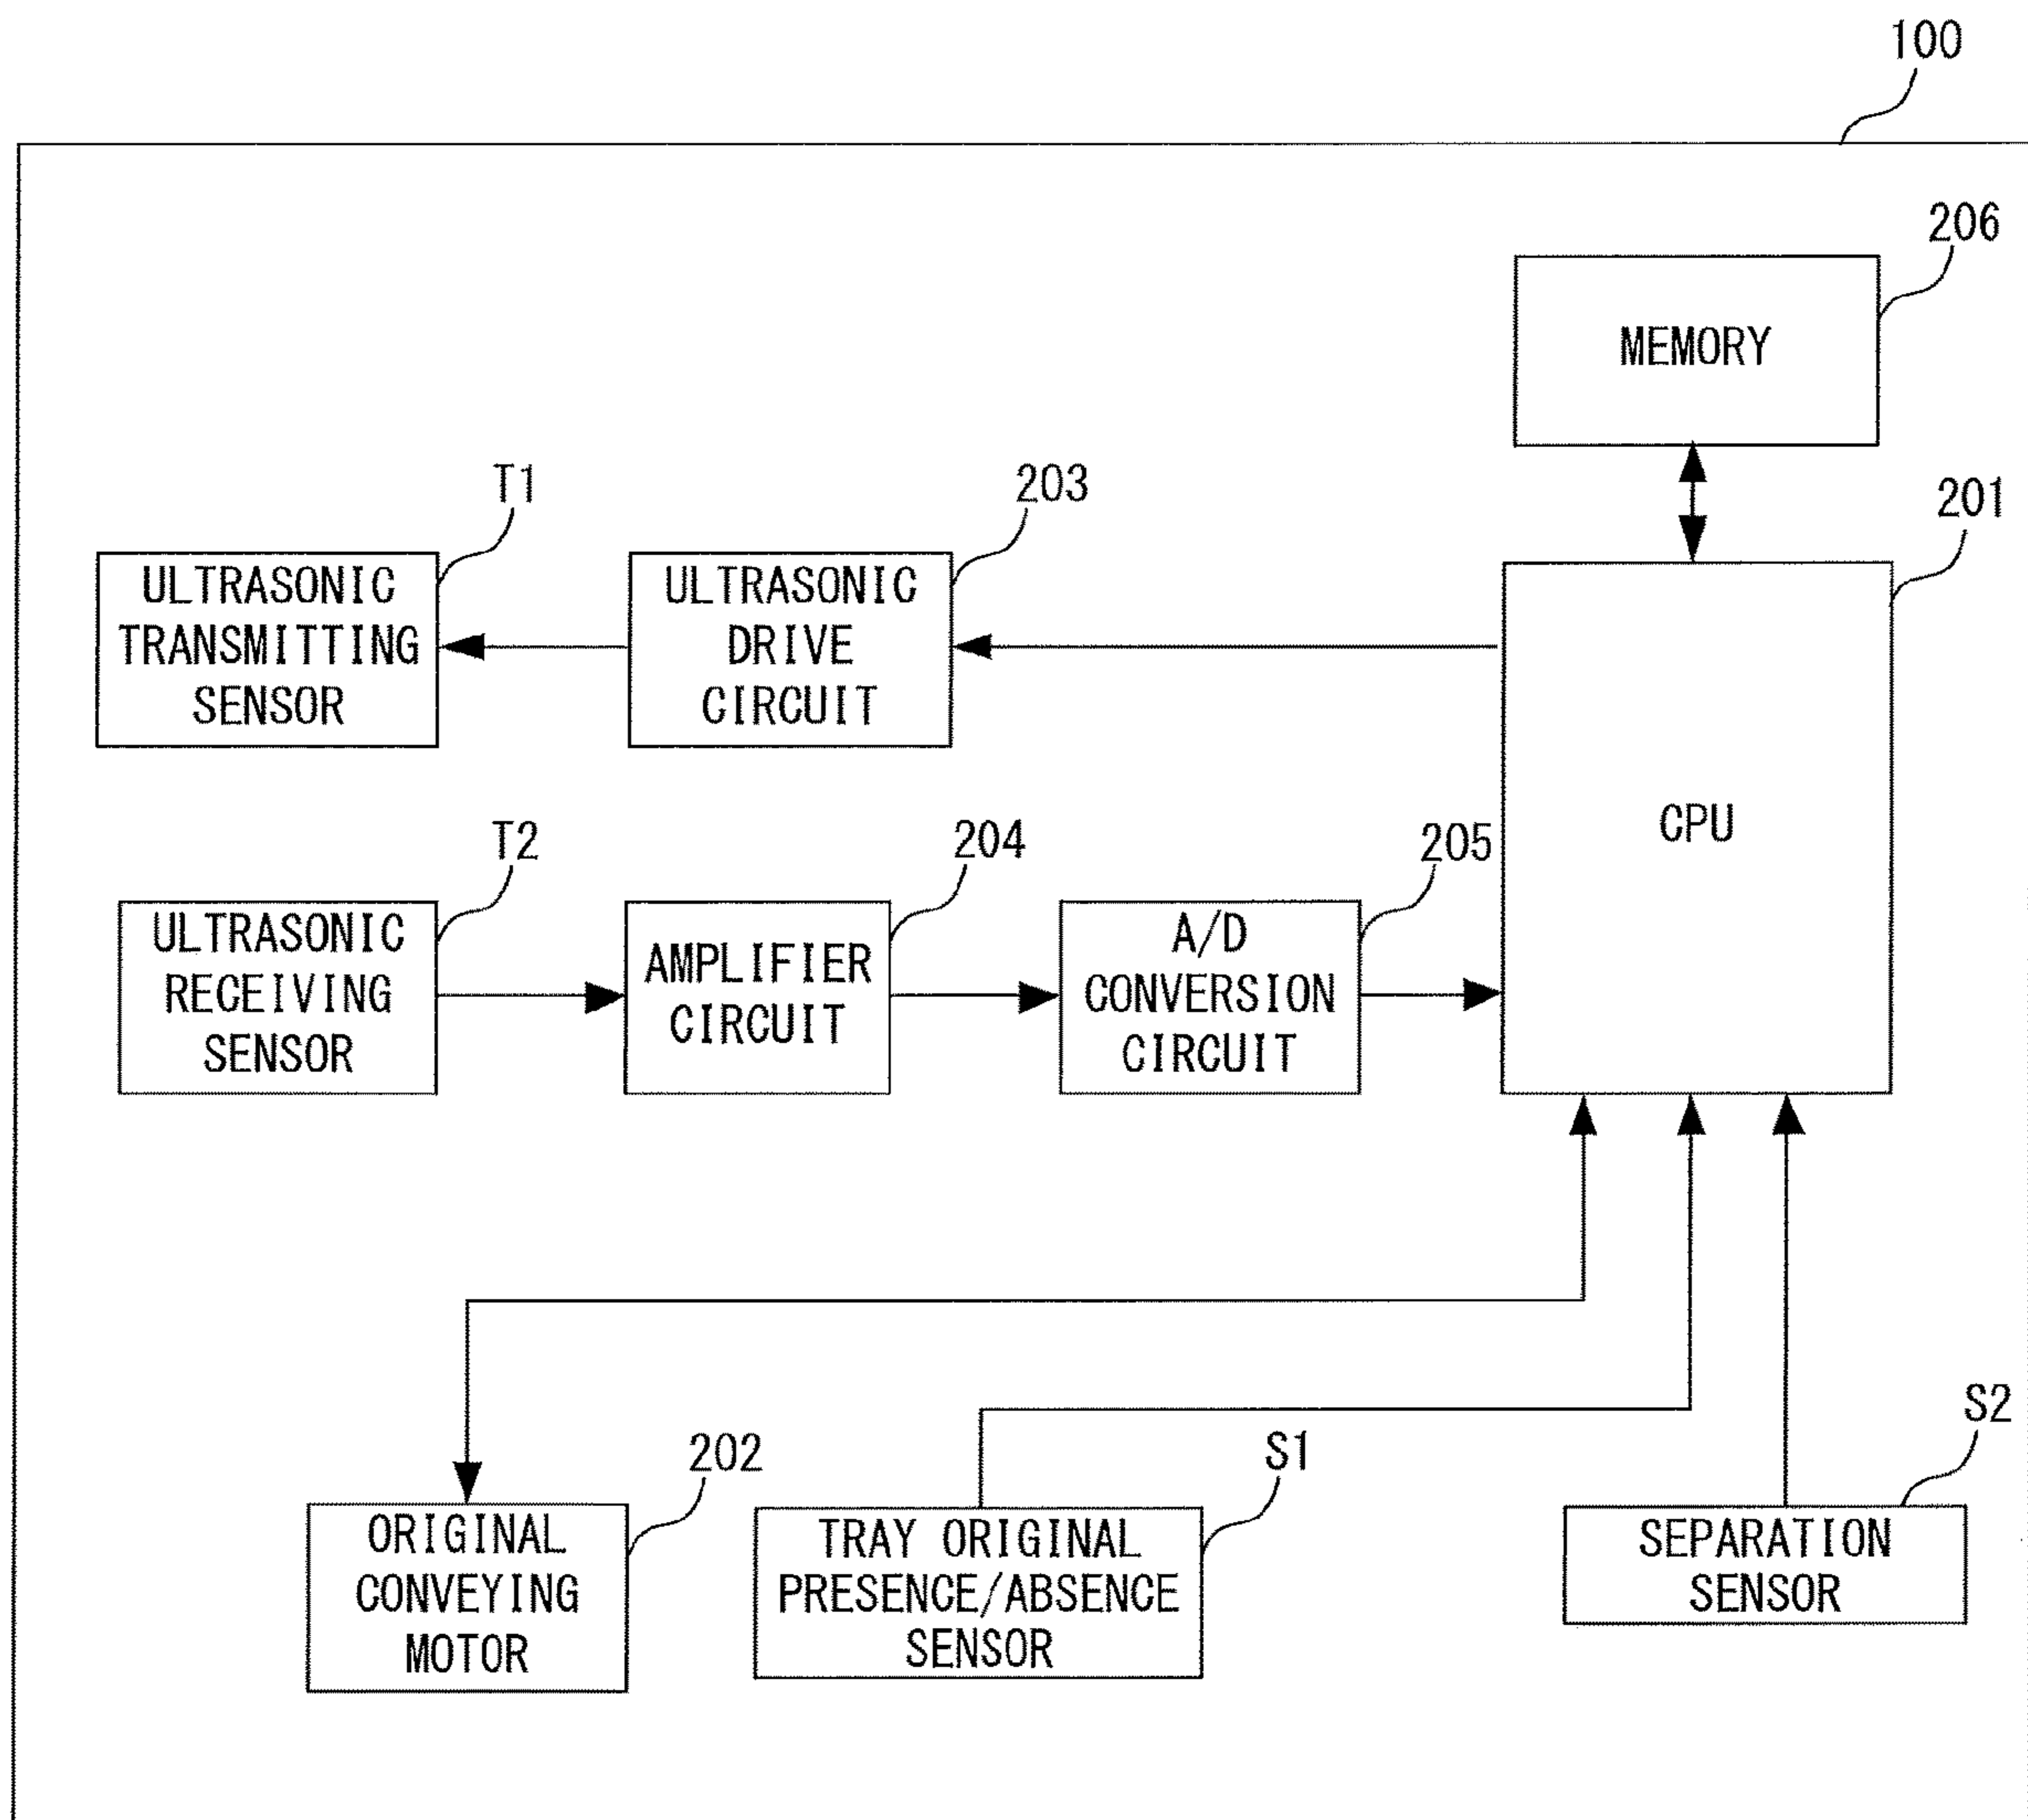 100
206
MEMORY
T1
203
201
ULTRASONIC
TRANSMITTING
SENSOR
ULTRASONIC
DRIVE
CIRCUIT
CPU
T2
204
205
ULTRASONIC
RECEIVING
SENSOR
AMPLIFIER
CIRCUIT
A/D
CONVERSION
CIRCUIT
202
S1
S2
ORIGINAL
CONVEYING
MOTOR
TRAY ORIGINAL
PRESENCE/ABSENCE
SENSOR
SEPARATION
SENSOR